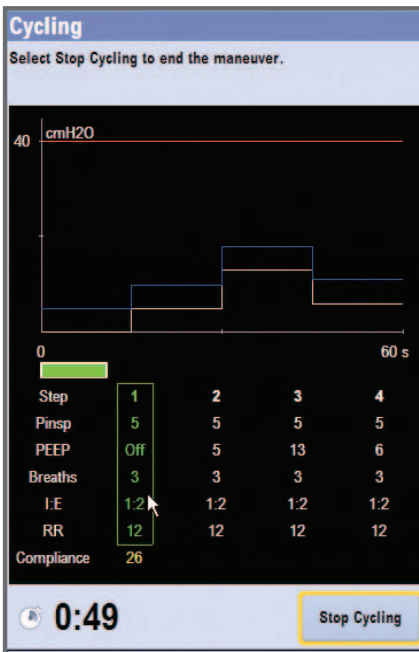 Cycling
Select Stop Cycling to end the maneuver.
cmH2O
40
0 60 s
Step 1 2 3 4
Pinsp 5 5 5 5
PEEP Off 5 13 6
Breaths 3 3 3 3
I:E 1:2 1:2 1:2 1:2
RR 12 12 12 12
Compliance 26
0:49 Stop Cycling